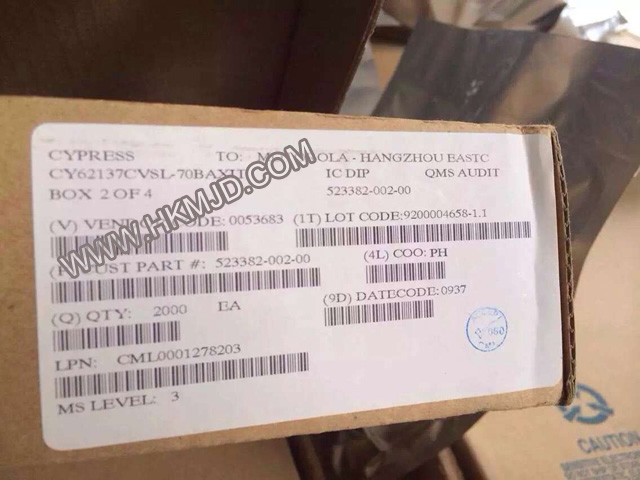 CYPRESS TO: M OLA - HANGZHOU EASTC
CY62137CVSL-70BAXI IC DIP QMS AUDIT
BOX 2 OF 4 523382-002-00
(V) VEND DE: 0053683 (1T) LOT CODE:9200004658-1.1
UST PART #: 523382-002-00 (4L) COO: PH
(Q) QTY: 2000 EA (9D) DATECODE:0937
LPN: CML0001278203
MS LEVEL: 3
WWW.HKMJD.COM
CAUTION